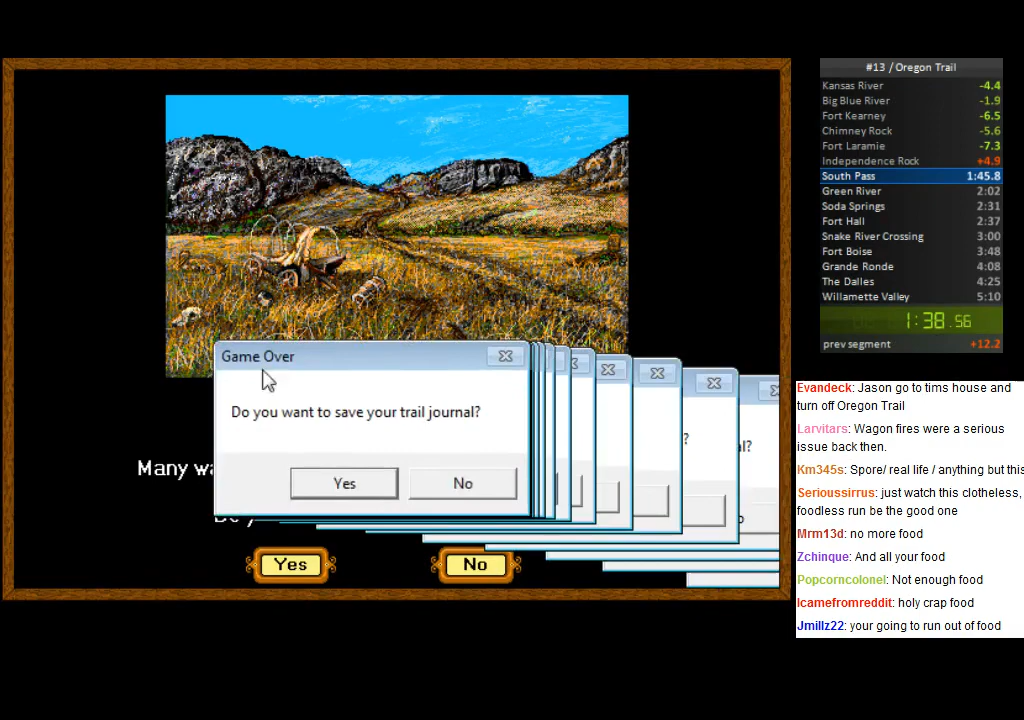 #13 / Oregon Trail
Kansas River -4.4
Big Blue River -1.9
Fort Kearney -6.5
Chimney Rock -5.6
Fort Laramie -7.3
Independence Rock +4.9
South Pass 1:45.8
Green River 2:02
Soda Springs 2:31
Fort Hall 2:37
Snake River Crossing 3:00
Fort Boise 3:48
Grande Ronde 4:08
The Dalles 4:25
Willamette Valley 5:10
1:38.56
prev segment +12.2
Game Over
Do you want to save your trail journal?
Yes No
Many wa
Yes No
Evandeck: Jason go to tims house and
turn off Oregon Trail
Larvitars: Wagon fires were a serious
issue back then.
Km345s: Spore/ real life / anything but this
Serioussirrus: just watch this clotheless,
foodless run be the good one
Mrm13d: no more food
Zchinque: And all your food
Popcorncolonel: Not enough food
Icamefromreddit: holy crap food
Jmillz22: your going to run out of food